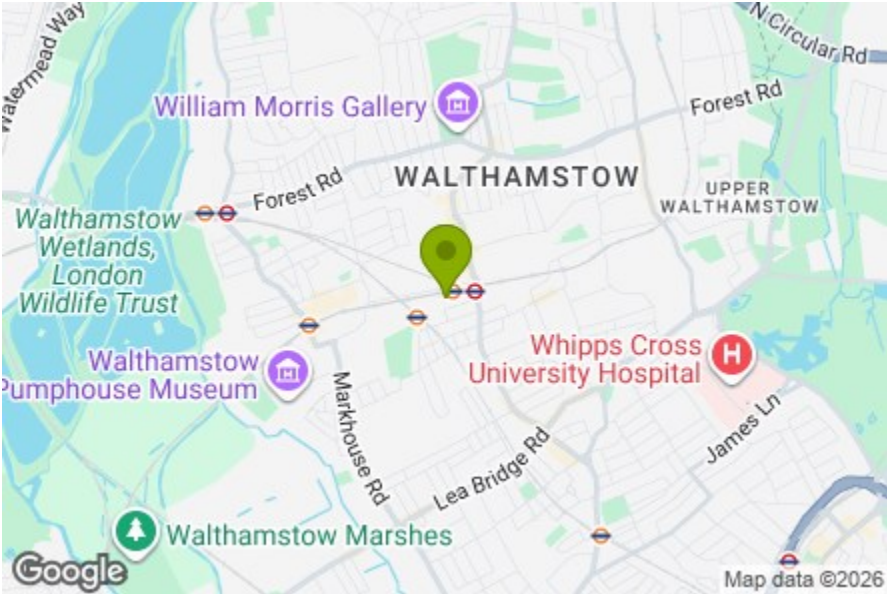 Watermead Way
N Circular Rd
William Morris Gallery
Forest Rd
Forest Rd
WALTHAMSTOW
UPPER
WALTHAMSTOW
Walthamstow
Wetlands,
London
Wildlife Trust
Whipps Cross
University Hospital
H
Walthamstow
Pumphouse Museum
Markhouse Rd
James Ln
Lea Bridge Rd
Walthamstow Marshes
Google
Map data ©2026